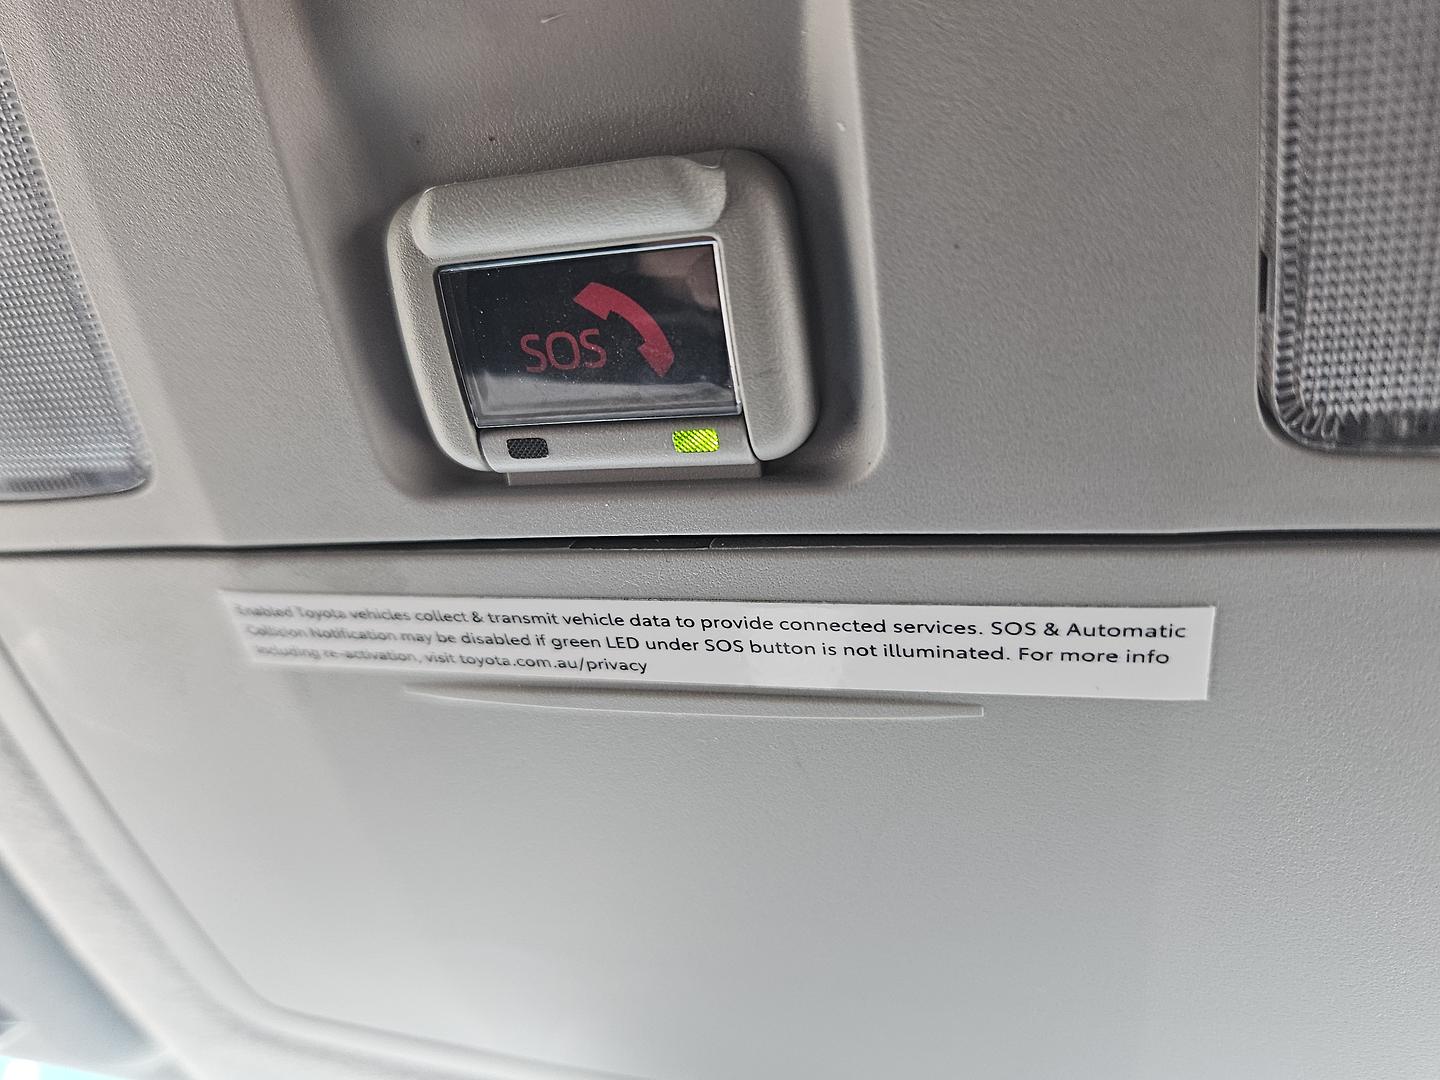 SOS
Enabled Toyota vehicles collect & transmit vehicle data to provide connected services. SOS & Automatic
Collision Notification may be disabled if green LED under SOS button is not illuminated. For more info
including re-activation, visit toyota.com.au/privacy